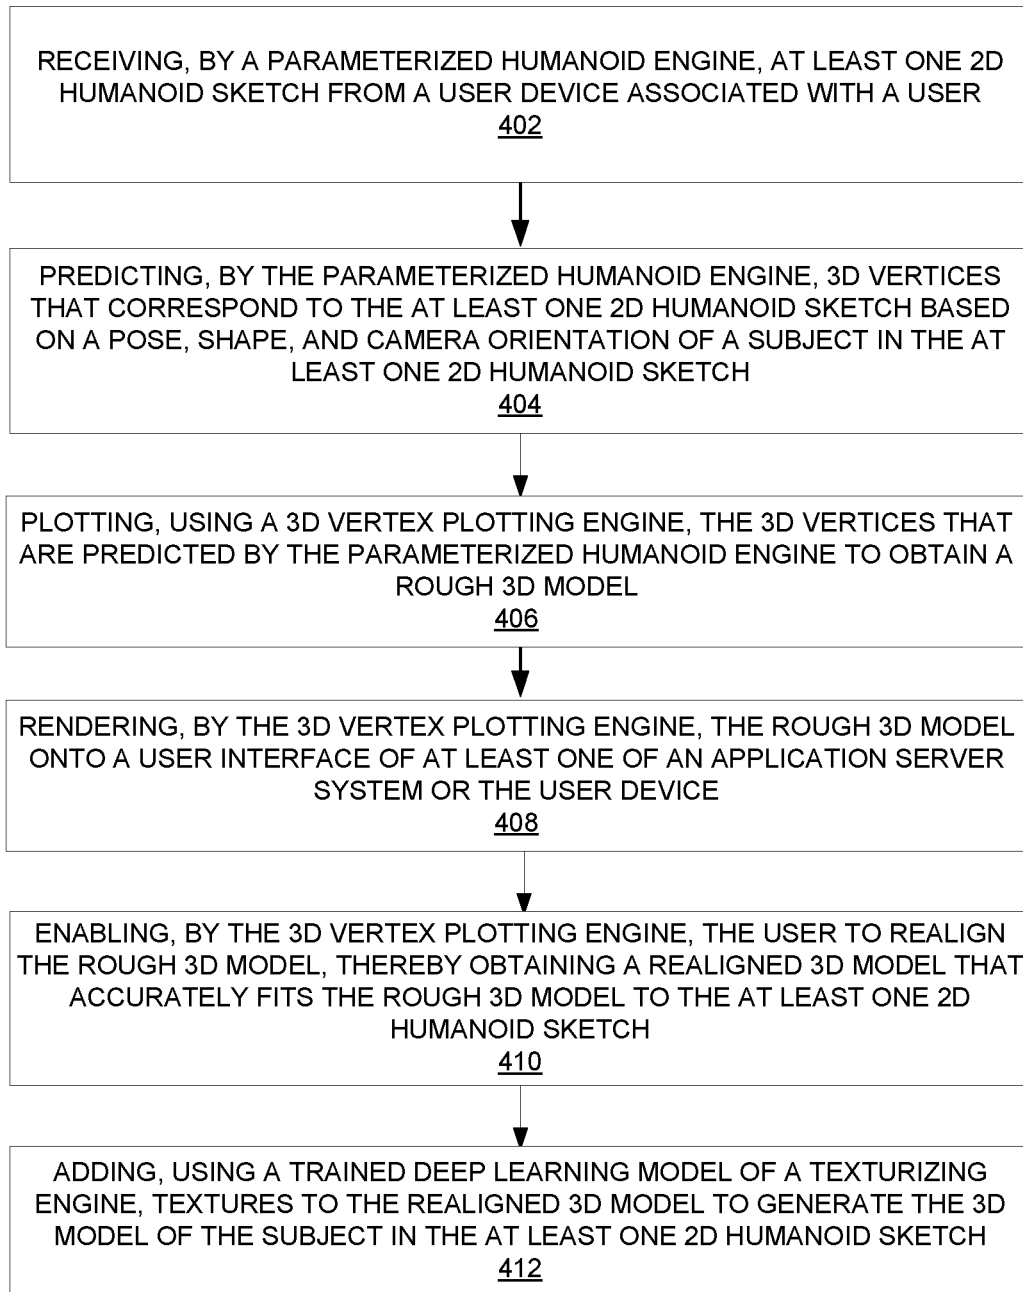 RECEIVING, BY A PARAMETERIZED HUMANOID ENGINE, AT LEAST ONE 2D
HUMANOID SKETCH FROM A USER DEVICE ASSOCIATED WITH A USER
402
PREDICTING, BY THE PARAMETERIZED HUMANOID ENGINE, 3D VERTICES
THAT CORRESPOND TO THE AT LEAST ONE 2D HUMANOID SKETCH BASED
ON A POSE, SHAPE, AND CAMERA ORIENTATION OF A SUBJECT IN THE AT
LEAST ONE 2D HUMANOID SKETCH
404
PLOTTING, USING A 3D VERTEX PLOTTING ENGINE, THE 3D VERTICES THAT
ARE PREDICTED BY THE PARAMETERIZED HUMANOID ENGINE TO OBTAIN A
ROUGH 3D MODEL
406
RENDERING, BY THE 3D VERTEX PLOTTING ENGINE, THE ROUGH 3D MODEL
ONTO A USER INTERFACE OF AT LEAST ONE OF AN APPLICATION SERVER
SYSTEM OR THE USER DEVICE
408
ENABLING, BY THE 3D VERTEX PLOTTING ENGINE, THE USER TO REALIGN
THE ROUGH 3D MODEL, THEREBY OBTAINING A REALIGNED 3D MODEL THAT
ACCURATELY FITS THE ROUGH 3D MODEL TO THE AT LEAST ONE 2D
HUMANOID SKETCH
410
ADDING, USING A TRAINED DEEP LEARNING MODEL OF A TEXTURIZING
ENGINE, TEXTURES TO THE REALIGNED 3D MODEL TO GENERATE THE 3D
MODEL OF THE SUBJECT IN THE AT LEAST ONE 2D HUMANOID SKETCH
412